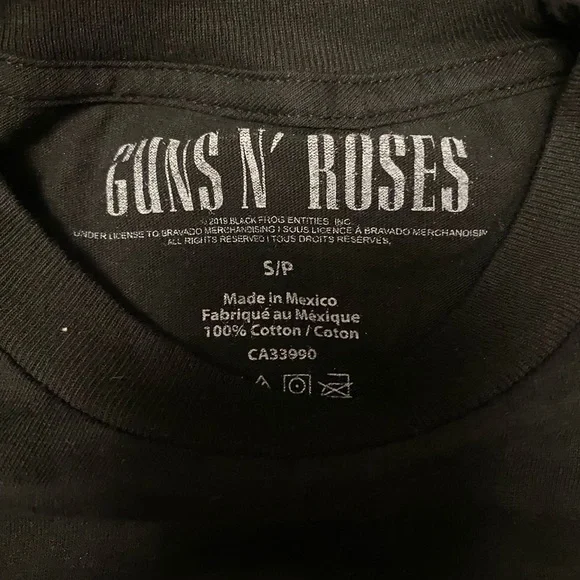 GUNS N' ROSES
© 2019 BLACK FROG ENTITIES, INC.
UNDER LICENSE TO BRAVADO MERCHANDISING I SOUS LICENCE À BRAVADO MERCHANDISIN
ALL RIGHTS RESERVED I TOUS DROITS RÉSERVÉS.
S/P
Made in Mexico
Fabriqué au Méxique
100% Cotton / Coton
CA33990